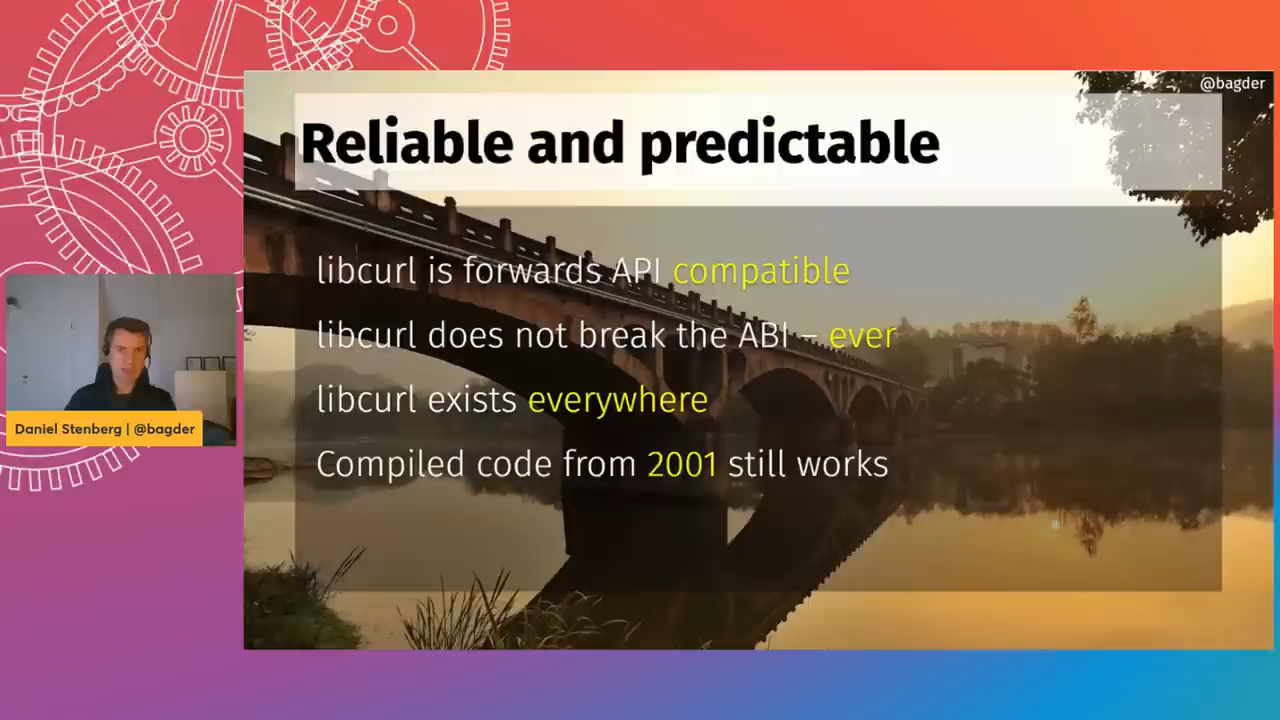 @bagder
Reliable and predictable
libcurl is forwards API compatible
libcurl does not break the ABI – ever
libcurl exists everywhere
Compiled code from 2001 still works
Daniel Stenberg | @bagder